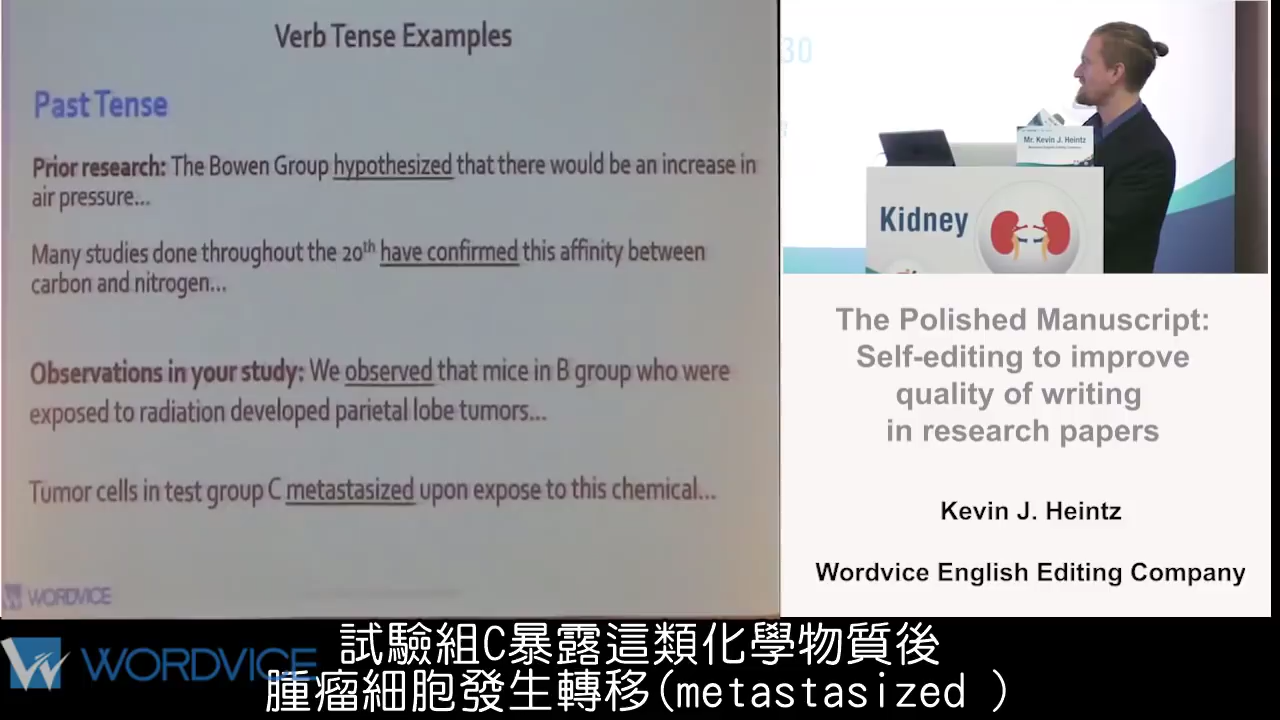 Verb Tense Examples
Past Tense
Prior research: The Bowen Group hypothesized that there would be an increase in
air pressure...
Many studies done throughout the 20th have confirmed this affinity between
carbon and nitrogen...
Observations in your study: We observed that mice in B group who were
exposed to radiation developed parietal lobe tumors...
Tumor cells in test group C metastasized upon expose to this chemical...
WORDVICE
30
Mr. Kevin J. Heintz
Kidney
The Polished Manuscript:
Self-editing to improve
quality of writing
in research papers
Kevin J. Heintz
Wordvice English Editing Company
WORDVICE
試驗組C暴露這類化學物質後
腫瘤細胞發生轉移(metastasized )